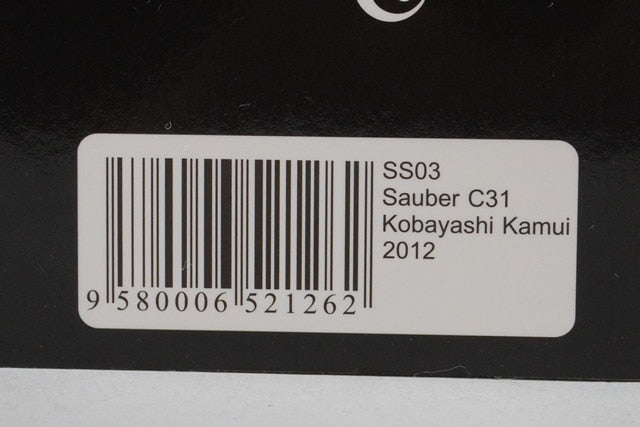 SS03
Sauber C31
Kobayashi Kamui
2012
9 580006 521262